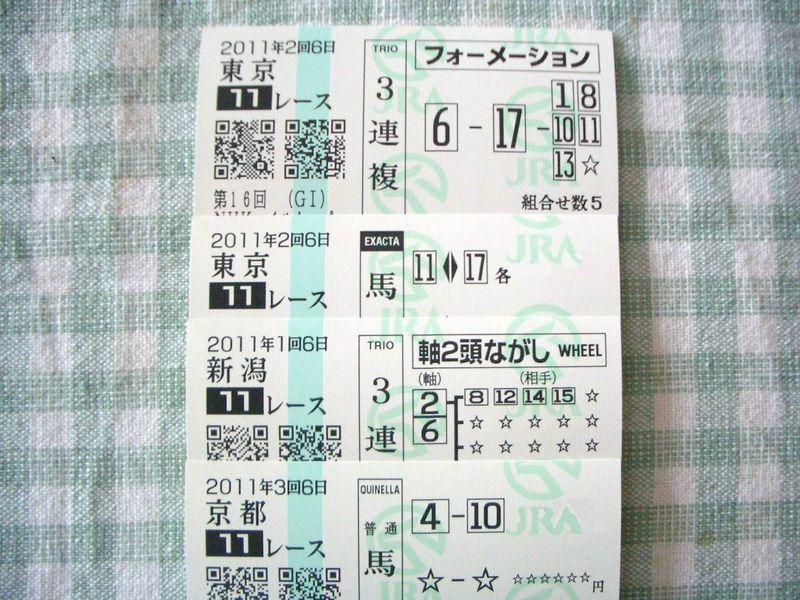 2011年2回6日
東京
11 レース
TRIO
3連複
フォーメーション
6 - 17 - 1 8
10 11
13 ☆
第16回 (GI)
組合せ数5
JRA
2011年2回6日
東京
11 レース
EXACTA
馬
11 17 各
JRA
2011年1回6日
新潟
11 レース
TRIO
3連
軸2頭ながし WHEEL
(軸) (相手)
2 8 12 14 15 ☆
6 ☆ ☆ ☆ ☆ ☆
☆ ☆ ☆ ☆ ☆
2011年3回6日
京都
11 レース
QUINELLA
普通
馬
4 - 10
JRA
☆ - ☆ ☆☆☆☆☆☆円